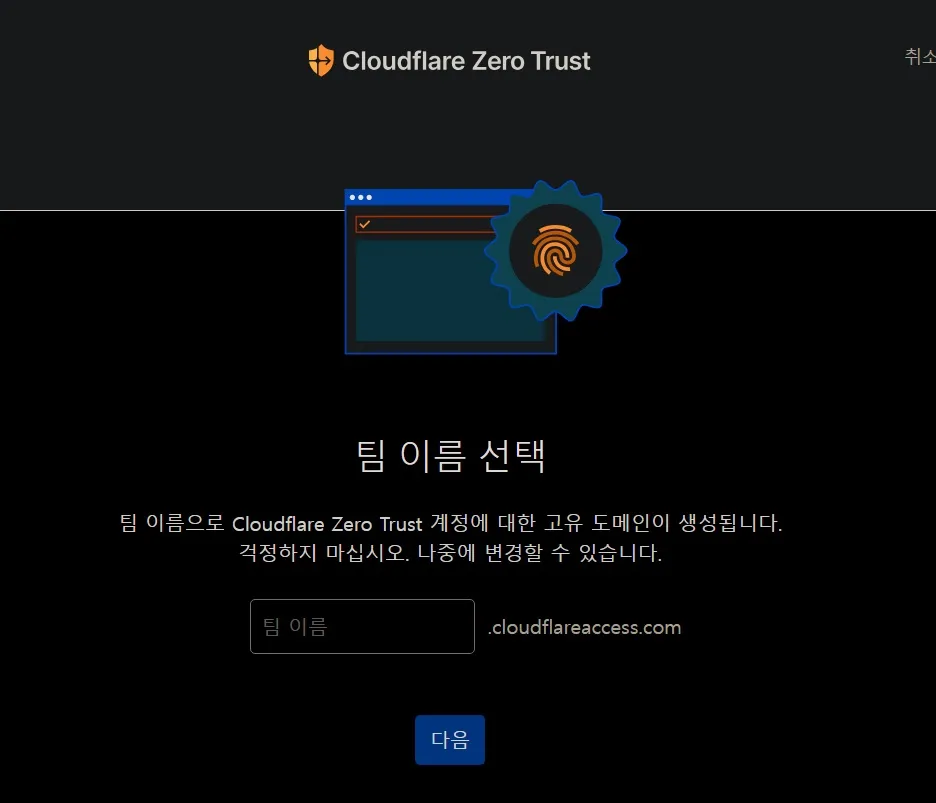 Cloudflare Zero Trust
취소
팀 이름 선택
팀 이름으로 Cloudflare Zero Trust 계정에 대한 고유 도메인이 생성됩니다.
걱정하지 마십시오. 나중에 변경할 수 있습니다.
팀 이름 .cloudflareaccess.com
다음